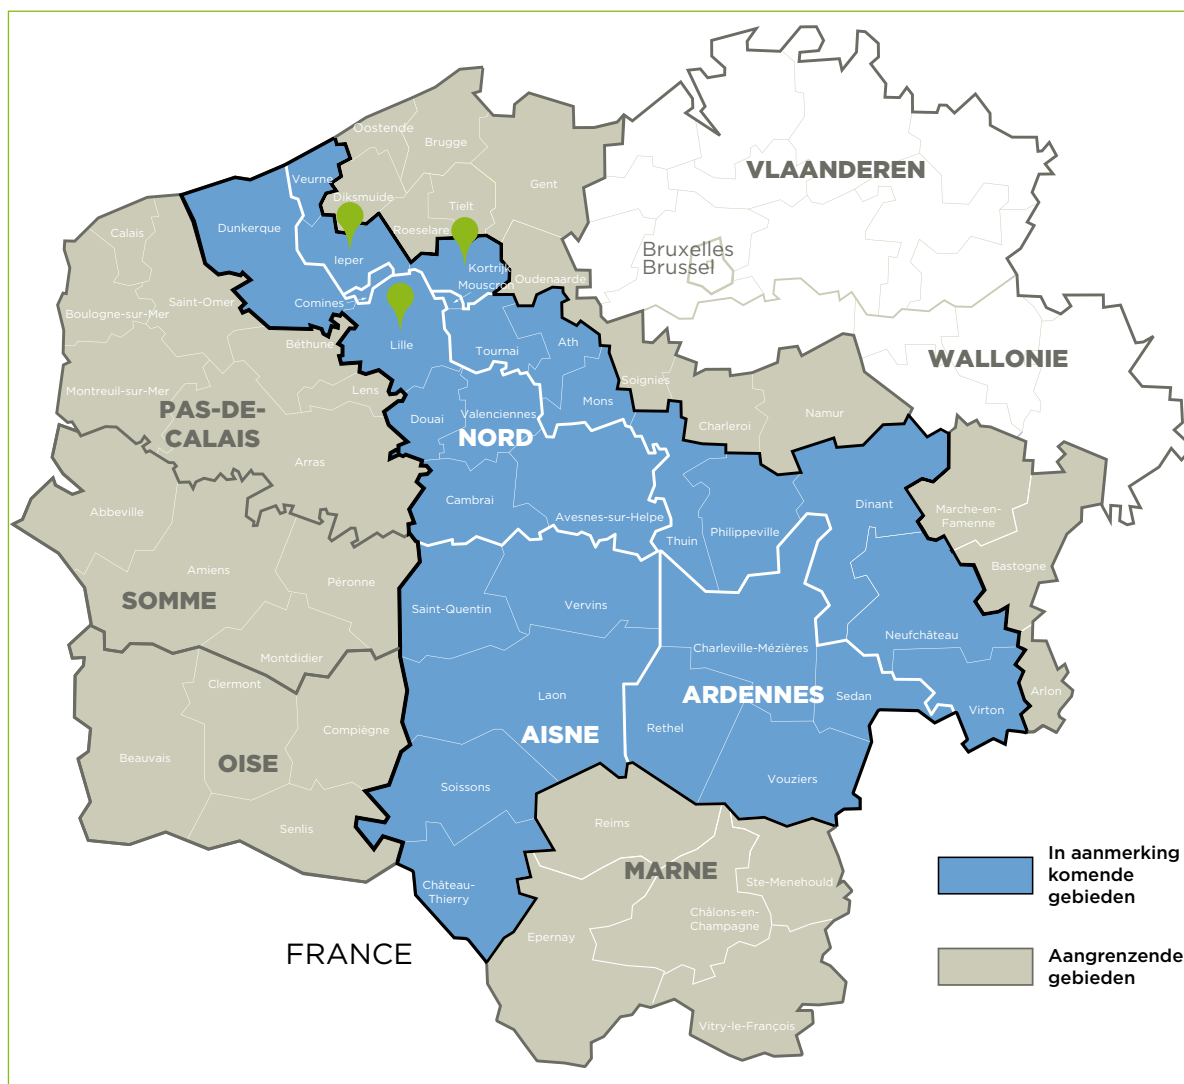 Oostende
Brugge
VLAANDEREN
Veurne
Gent
Diksmuide
Tielt
Calais
Dunkerque
Roeselare
Bruxelles
Brussel
Ieper
Kortrijk
Oudenaarde
Mouscron
Saint-Omer
Comines
Boulogne-sur-Mer
Béthune
Lille
Tournai
Ath
WALLONIE
Soignies
Montreuil-sur-Mer
Lens
Mons
Namur
PAS-DE-
CALAIS
Douai
Valenciennes
Charleroi
NORD
Arras
Cambrai
Dinant
Abbeville
Avesnes-sur-Helpe
Marche-en-
Famenne
Thuin
Philippeville
Bastogne
Amiens
Péronne
SOMME
Saint-Quentin
Vervins
Neufchâteau
Montdidier
Charleville-Mézières
Clermont
Laon
ARDENNES
Sedan
Arlon
Virton
Compiègne
AISNE
Rethel
Beauvais
OISE
Vouziers
Soissons
Senlis
Reims
MARNE
In aanmerking
komende
gebieden
Château-
Thierry
Ste-Menehould
Châlons-en-
Champagne
Epernay
FRANCE
Aangrenzende
gebieden
Vitry-le-François